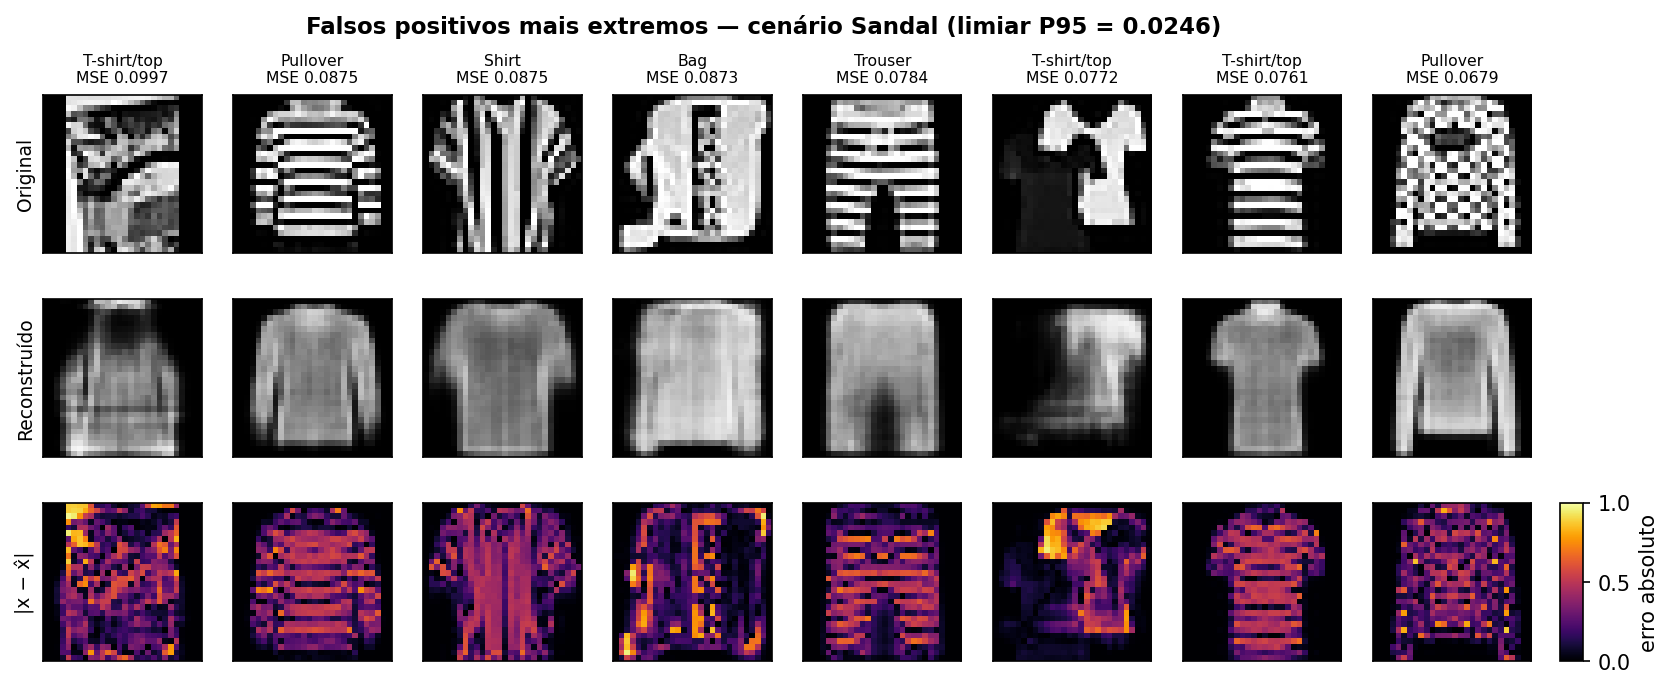 Falsos positivos mais extremos — cenário Sandal (limiar P95 = 0.0246)
T-shirt/top
MSE 0.0997
Pullover
MSE 0.0875
Shirt
MSE 0.0875
Bag
MSE 0.0873
Trouser
MSE 0.0784
T-shirt/top
MSE 0.0772
T-shirt/top
MSE 0.0761
Pullover
MSE 0.0679
Original
Reconstruído
|x − x̂|
1.0
0.5
0.0
erro absoluto